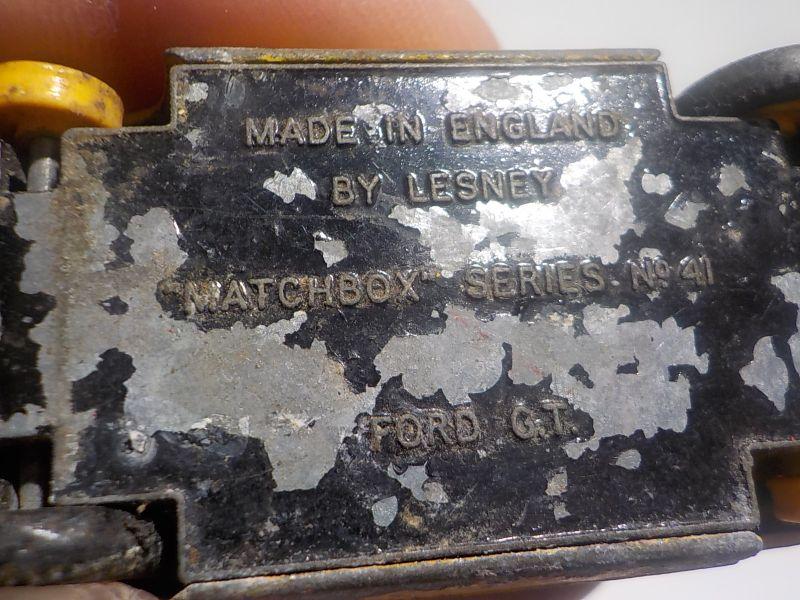 MADE IN ENGLAND
BY LESNEY
"MATCHBOX" SERIES No 41
FORD G.T.